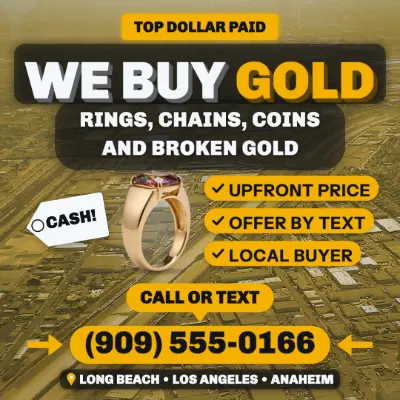 TOP DOLLAR PAID
WE BUY GOLD
RINGS, CHAINS, COINS
AND BROKEN GOLD
CASH!
✓ UPFRONT PRICE
✓ OFFER BY TEXT
✓ LOCAL BUYER
CALL OR TEXT
(909) 555-0166
LONG BEACH • LOS ANGELES • ANAHEIM